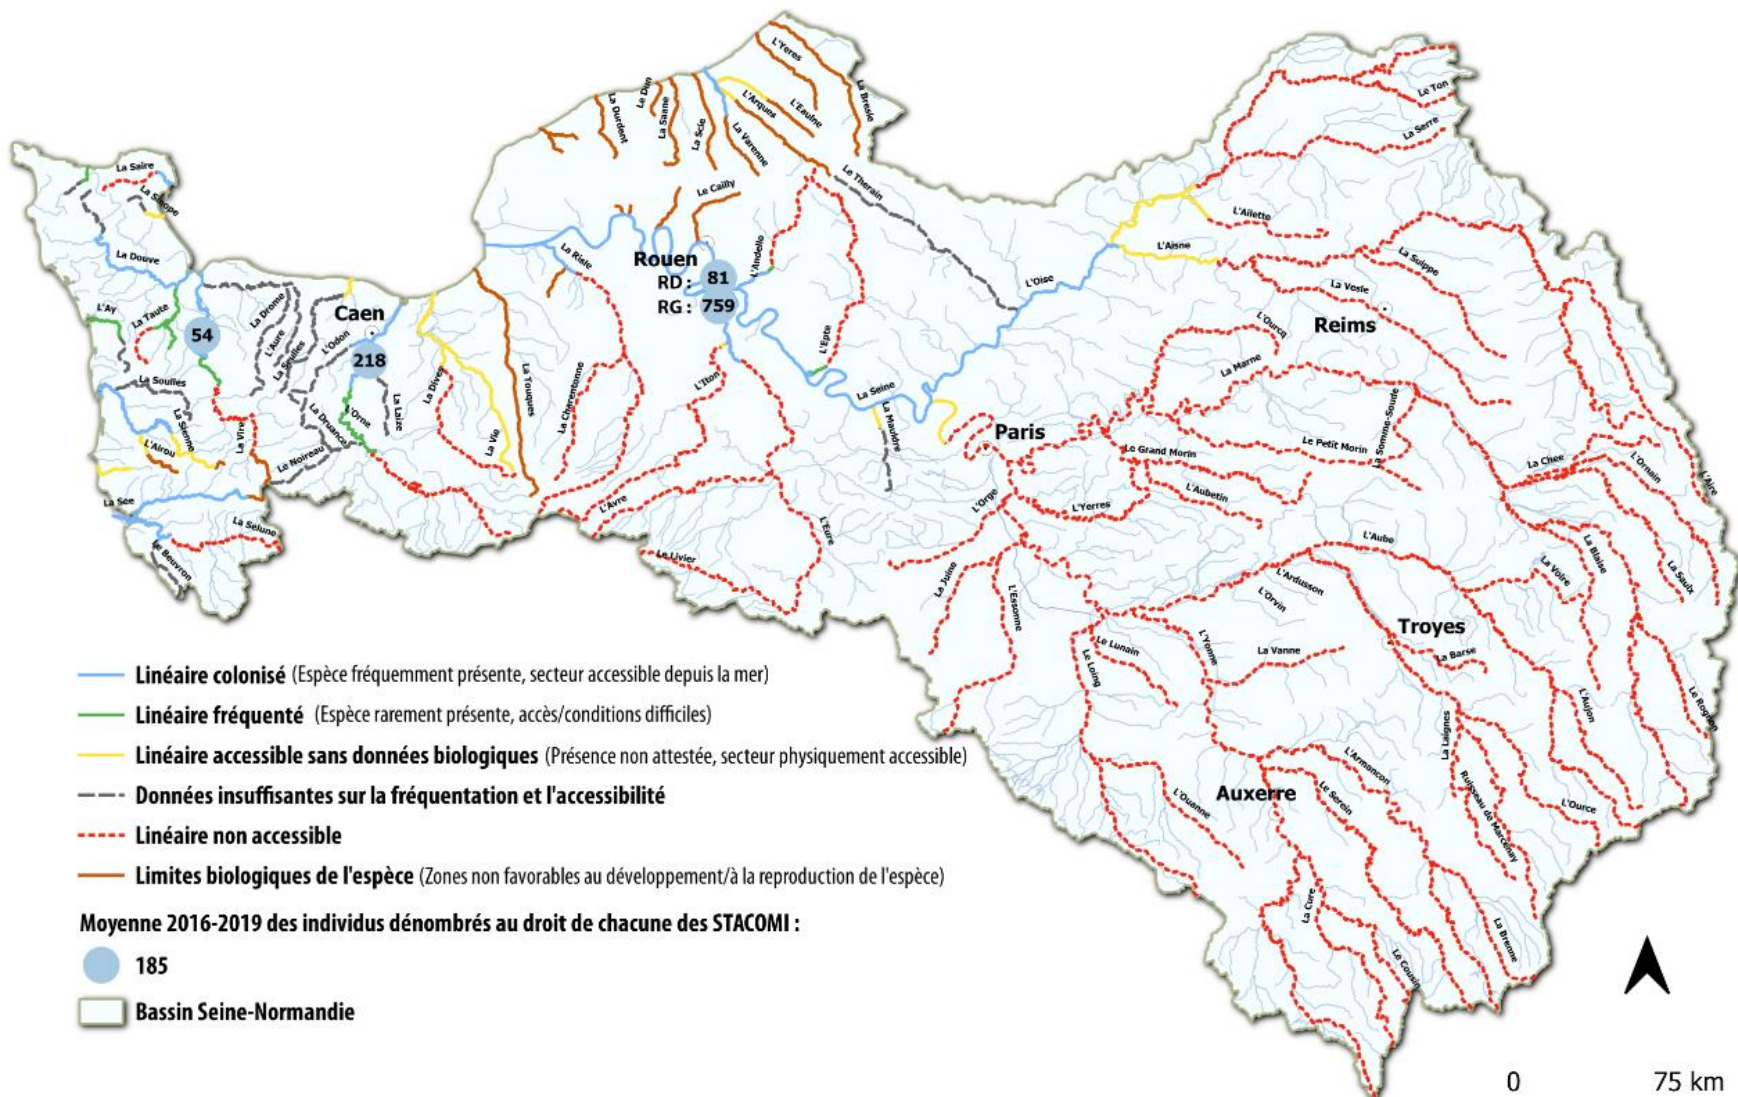 L'Yeres
La Bresle
Le Dun
La Saane
La Durdent
La Scie
L'Arques
L'Eaulne
La Varenne
Le Ton
La Serre
La Saire
La Sinope
Le Cailly
Le Therain
L'Ailette
La Douve
L'Aisne
L'Andelle
La Risle
Rouen
RD : 81
RG : 759
L'Oise
La Suippe
La Vesle
Reims
L'Ay
La Taute
54
La Drome
L'Aure
La Seulles
Caen
L'Odon
218
L'Epte
L'Ourcq
La Marne
La Soulles
La Sienne
L'Airou
La Vire
La Druance
L'Orne
La Laize
Le Noireau
La Dives
La Vie
La Touques
La Charentonne
L'Iton
La Seine
La Mauldre
Paris
La Somme-Soude
Le Petit Morin
Le Grand Morin
L'Aubetin
L'Yerres
La Chee
L'Ornain
L'Aire
La See
La Selune
Le Beuvron
L'Avre
L'Eure
Le Livier
L'Orge
La Juine
L'Essonne
L'Aube
La Blaise
La Voire
La Saulx
L'Ardusson
L'Orvin
Troyes
La Barse
Le Lunain
Le Loing
L'Yonne
La Vanne
L'Aujon
Le Rognon
La Laignes
L'Armancon
Auxerre
Le Serein
L'Ouanne
Ruisseau de Marcenay
L'Ource
La Cure
Le Cousin
La Brenne
Linéaire colonisé (Espèce fréquemment présente, secteur accessible depuis la mer)
Linéaire fréquenté (Espèce rarement présente, accès/conditions difficiles)
Linéaire accessible sans données biologiques (Présence non attestée, secteur physiquement accessible)
Données insuffisantes sur la fréquentation et l'accessibilité
Linéaire non accessible
Limites biologiques de l'espèce (Zones non favorables au développement/à la reproduction de l'espèce)
Moyenne 2016-2019 des individus dénombrés au droit de chacune des STACOMI :
185
Bassin Seine-Normandie
0 75 km